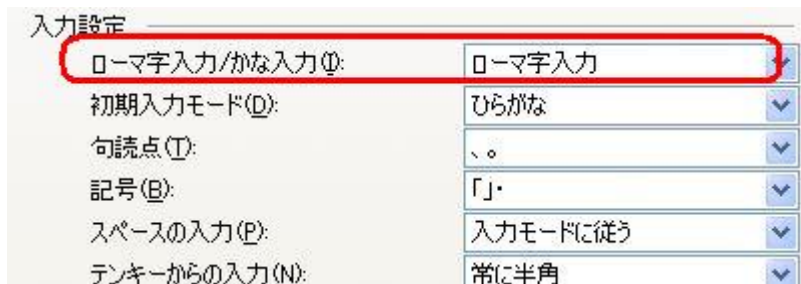 入力設定
ローマ字入力/かな入力(I): ローマ字入力
初期入力モード(D): ひらがな
句読点(T): 、。
記号(B): 「」・
スペースの入力(P): 入力モードに従う
テンキーからの入力(N): 常に半角